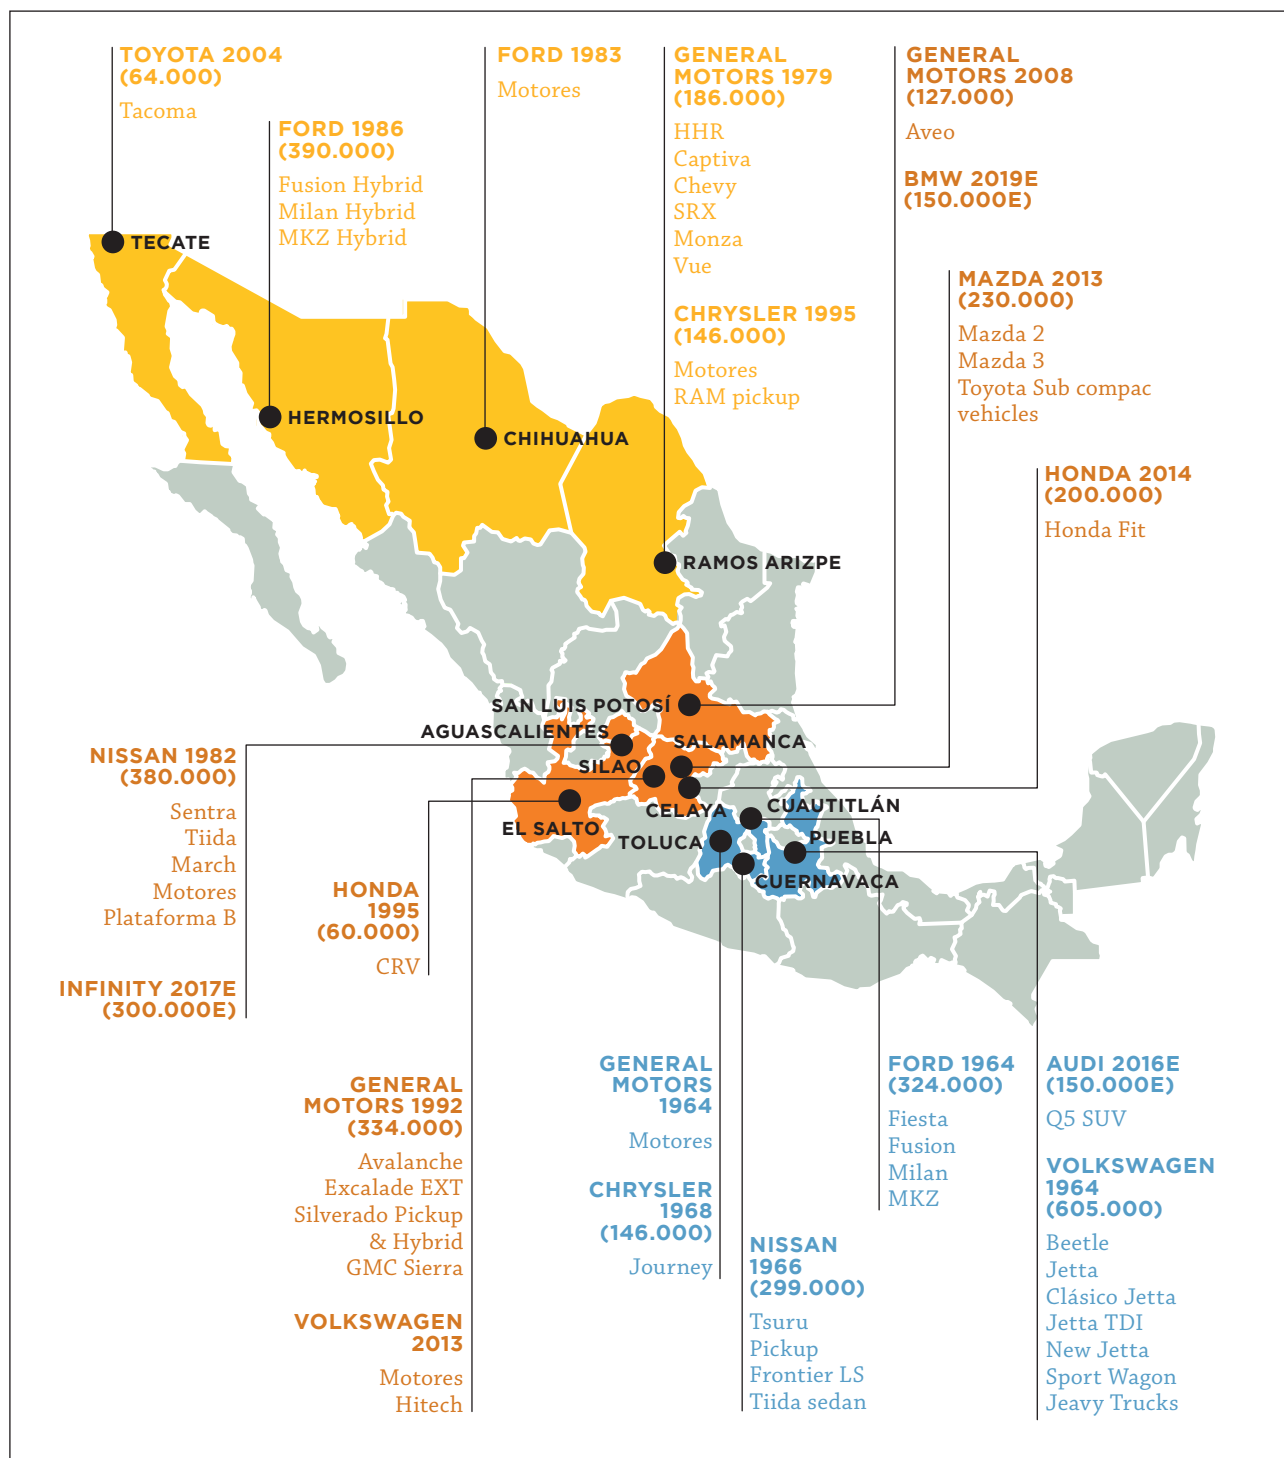 TOYOTA 2004
(64.000)
Tacoma
FORD 1986
(390.000)
Fusion Hybrid
Milan Hybrid
MKZ Hybrid
FORD 1983
Motores
GENERAL
MOTORS 1979
(186.000)
HHR
Captiva
Chevy
SRX
Monza
Vue
CHRYSLER 1995
(146.000)
Motores
RAM pickup
GENERAL
MOTORS 2008
(127.000)
Aveo
BMW 2019E
(150.000E)
MAZDA 2013
(230.000)
Mazda 2
Mazda 3
Toyota Sub compac
vehicles
HONDA 2014
(200.000)
Honda Fit
TECATE
HERMOSILLO
CHIHUAHUA
RAMOS ARIZPE
SAN LUIS POTOSÍ
AGUASCALIENTES
SALAMANCA
SILAO
CELAYA
EL SALTO
CUAUTITLÁN
TOLUCA
PUEBLA
CUERNAVACA
NISSAN 1982
(380.000)
Sentra
Tiida
March
Motores
Plataforma B
INFINITY 2017E
(300.000E)
HONDA
1995
(60.000)
CRV
GENERAL
MOTORS 1992
(334.000)
Avalanche
Excalade EXT
Silverado Pickup
& Hybrid
GMC Sierra
VOLKSWAGEN
2013
Motores
Hitech
GENERAL
MOTORS
1964
Motores
CHRYSLER
1968
(146.000)
Journey
NISSAN
1966
(299.000)
Tsuru
Pickup
Frontier LS
Tiida sedan
FORD 1964
(324.000)
Fiesta
Fusion
Milan
MKZ
AUDI 2016E
(150.000E)
Q5 SUV
VOLKSWAGEN
1964
(605.000)
Beetle
Jetta
Clásico Jetta
Jetta TDI
New Jetta
Sport Wagon
Jeavy Trucks